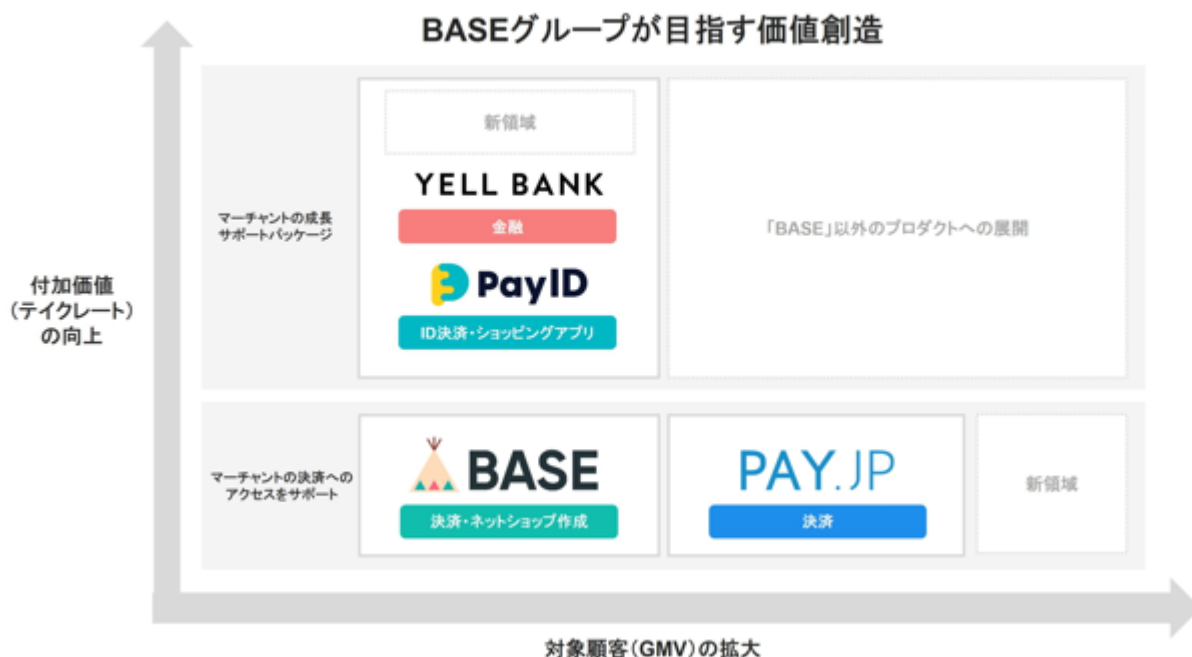 BASEグループが目指す価値創造
付加価値
(テイクレート)
の向上
マーチャントの成長
サポートパッケージ
新領域
YELL BANK
金融
PayID
ID決済・ショッピングアプリ
「BASE」以外のプロダクトへの展開
マーチャントの決済への
アクセスをサポート
BASE
決済・ネットショップ作成
PAY.JP
決済
新領域
対象顧客(GMV)の拡大